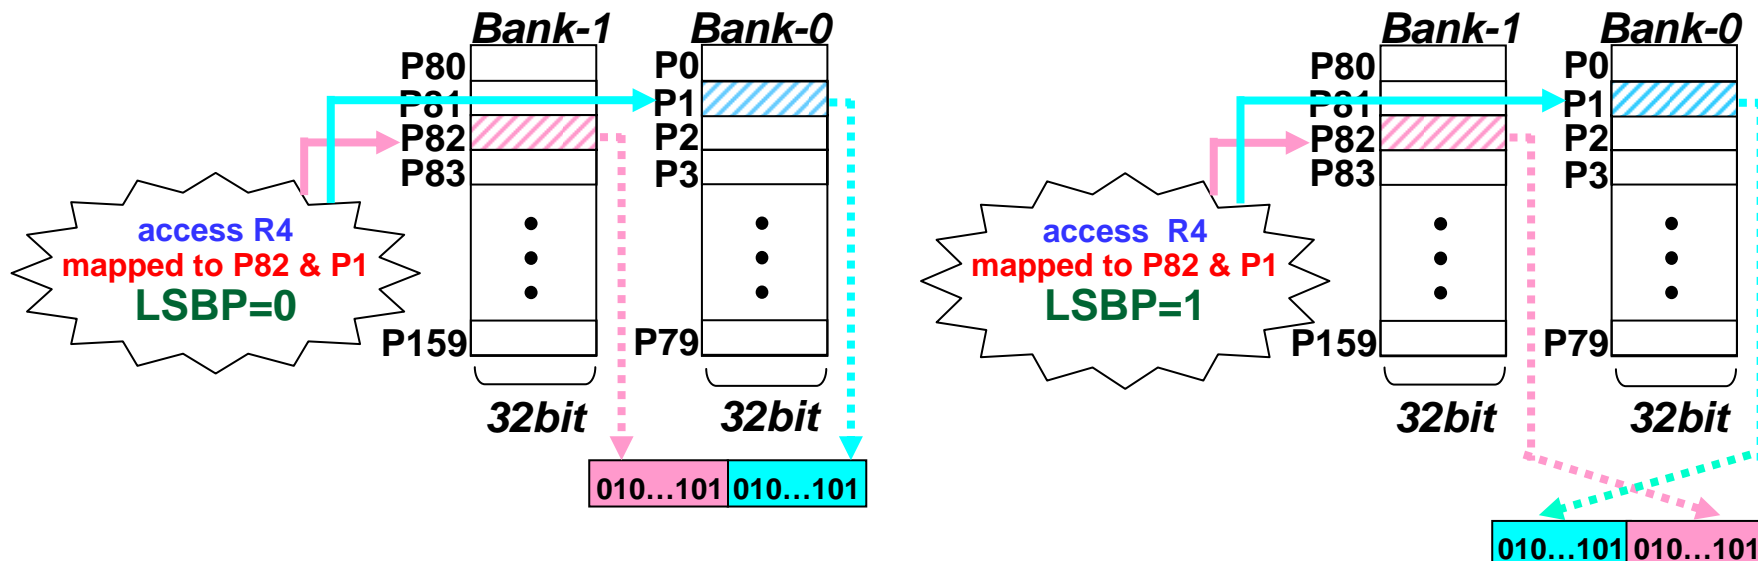 Bank-1 Bank-0
P80 P0
P81 P1
P82 P2
P83 P3
access R4
mapped to P82 & P1
LSBP=0
P159 P79
32bit 32bit
010...101 010...101
Bank-1 Bank-0
P80 P0
P81 P1
P82 P2
P83 P3
access R4
mapped to P82 & P1
LSBP=1
P159 P79
32bit 32bit
010...101 010...101